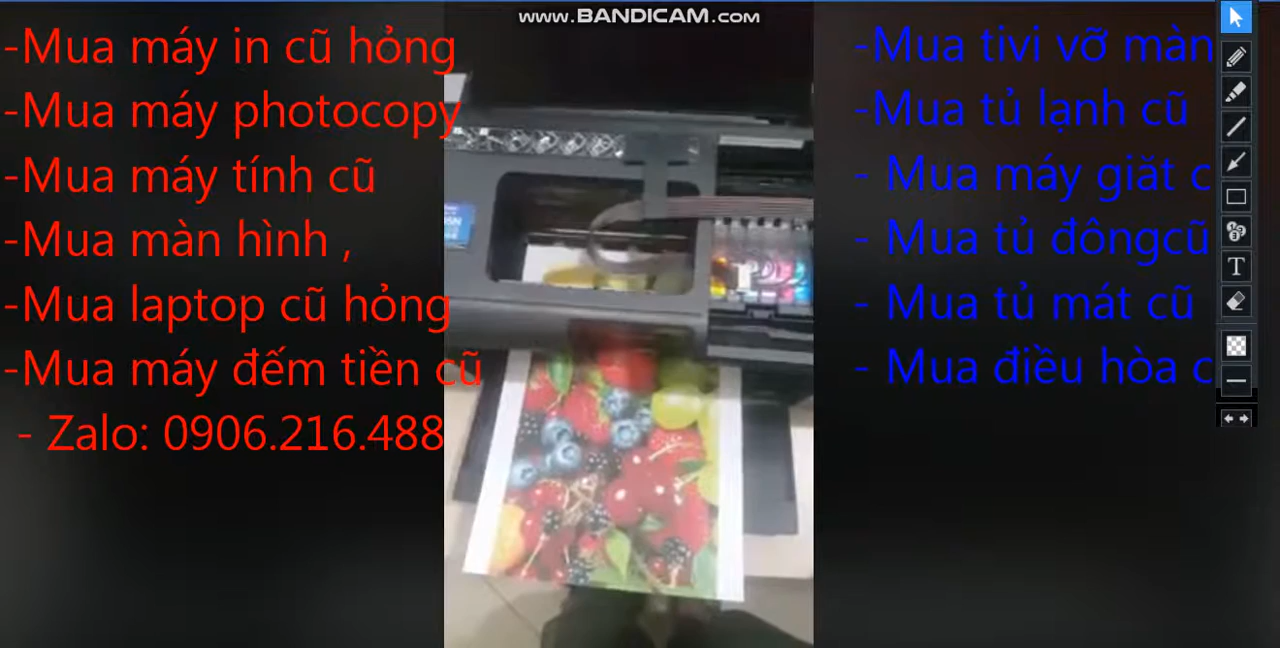 www.BANDICAM.com
-Mua máy in cũ hỏng
-Mua máy photocopy
-Mua máy tính cũ
-Mua màn hình ,
-Mua laptop cũ hỏng
-Mua máy đếm tiền cũ
- Zalo: 0906.216.488
-Mua tivi vỡ màn
-Mua tủ lạnh cũ
- Mua máy giăt c
- Mua tủ đôngcũ
- Mua tủ mát cũ
- Mua điều hòa c
T